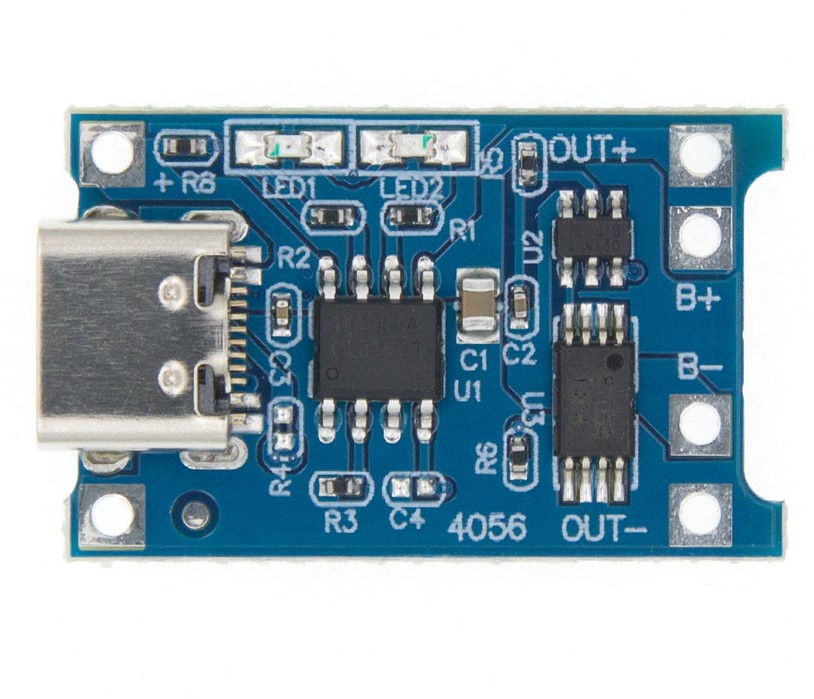 OUT+
R5
+ R8
LED1
LED2
R1
R2
U2
B+
C3
C1
C2
U1
B-
U3
R4
R6
R3
C4
4056
OUT-